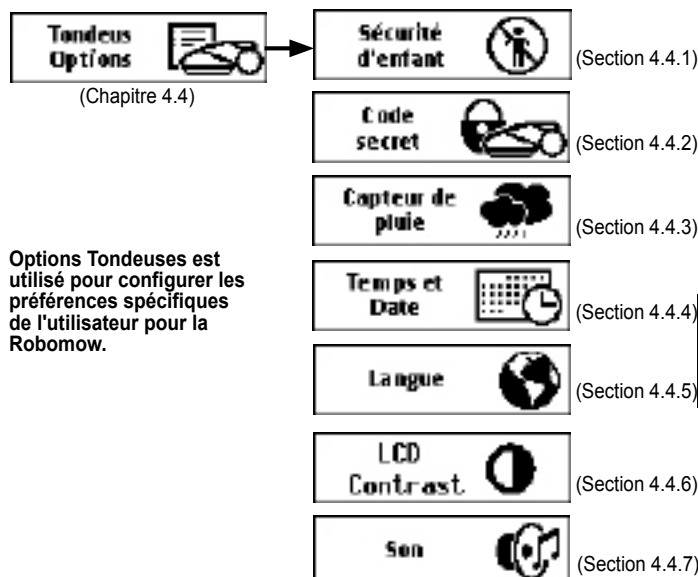 Tondeus
Options
(Chapitre 4.4)
Sécurité
d'enfant
(Section 4.4.1)
Code
secret
(Section 4.4.2)
Capteur de
pluie
(Section 4.4.3)
Options Tondeuses est
utilisé pour configurer les
préférences spécifiques
de l'utilisateur pour la
Robomow.
Temps et
Date
(Section 4.4.4)
Langue
(Section 4.4.5)
LCD
Contrast
(Section 4.4.6)
Son
(Section 4.4.7)